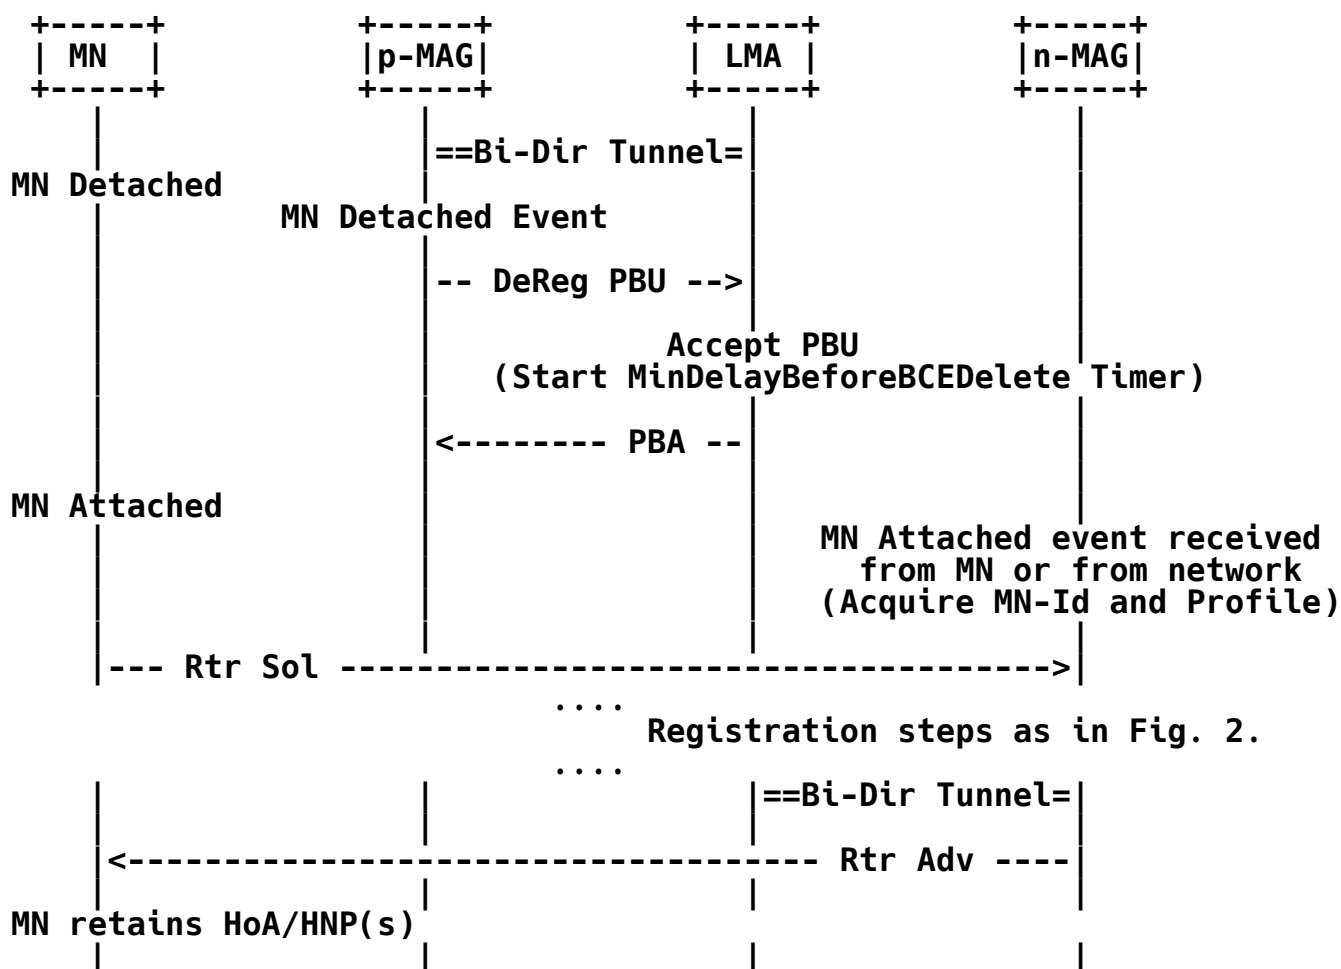 +-----+          +-----+          +-----+          +-----+
| MN  |          |p-MAG|          | LMA |          |n-MAG|
+-----+          +-----+          +-----+          +-----+
|                |                |                |
|                |==Bi-Dir Tunnel=|                |
MN Detached          |                |                |
|         MN Detached Event       |                |
|                |                |                |
|                |-- DeReg PBU -->|                |
|                |                |                |
|                |            Accept PBU           |
|                |   (Start MinDelayBeforeBCEDelete Timer)
|                |                |                |
|                |<-------- PBA --|                |
|                |                |                |
MN Attached          |                |                |
|                |                |   MN Attached event received
|                |                |     from MN or from network
|                |                |   (Acquire MN-Id and Profile)
|                |                |                |
|--- Rtr Sol ------------------------------------->|
....
Registration steps as in Fig. 2.
....
|                |                |==Bi-Dir Tunnel=|
|                |                |                |
|<------------------------------------ Rtr Adv ----|
|                |                |                |
MN retains HoA/HNP(s)
|                |                |                |